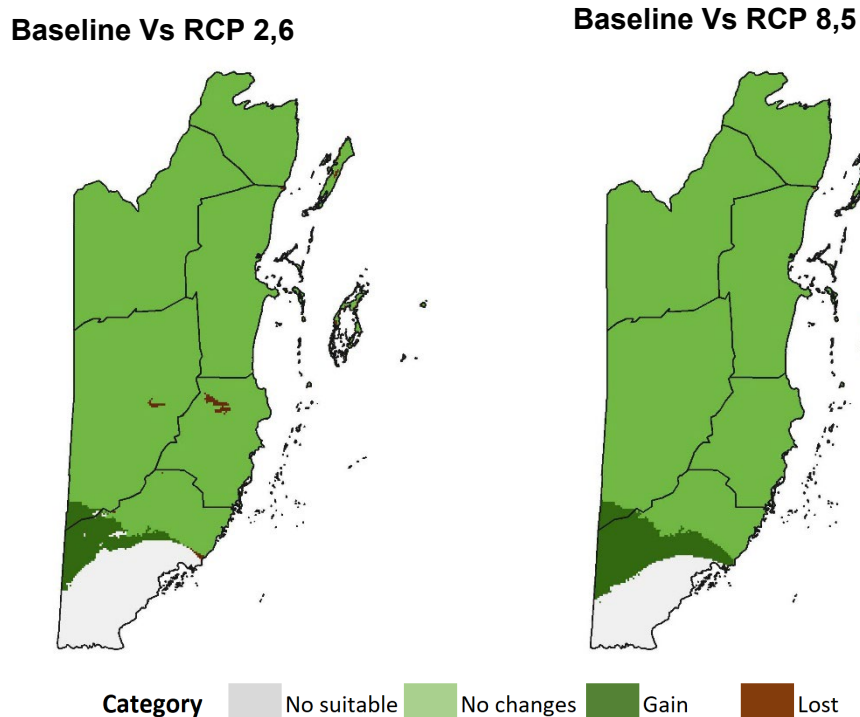 Baseline Vs RCP 2,6
Baseline Vs RCP 8,5
Category No suitable No changes Gain Lost